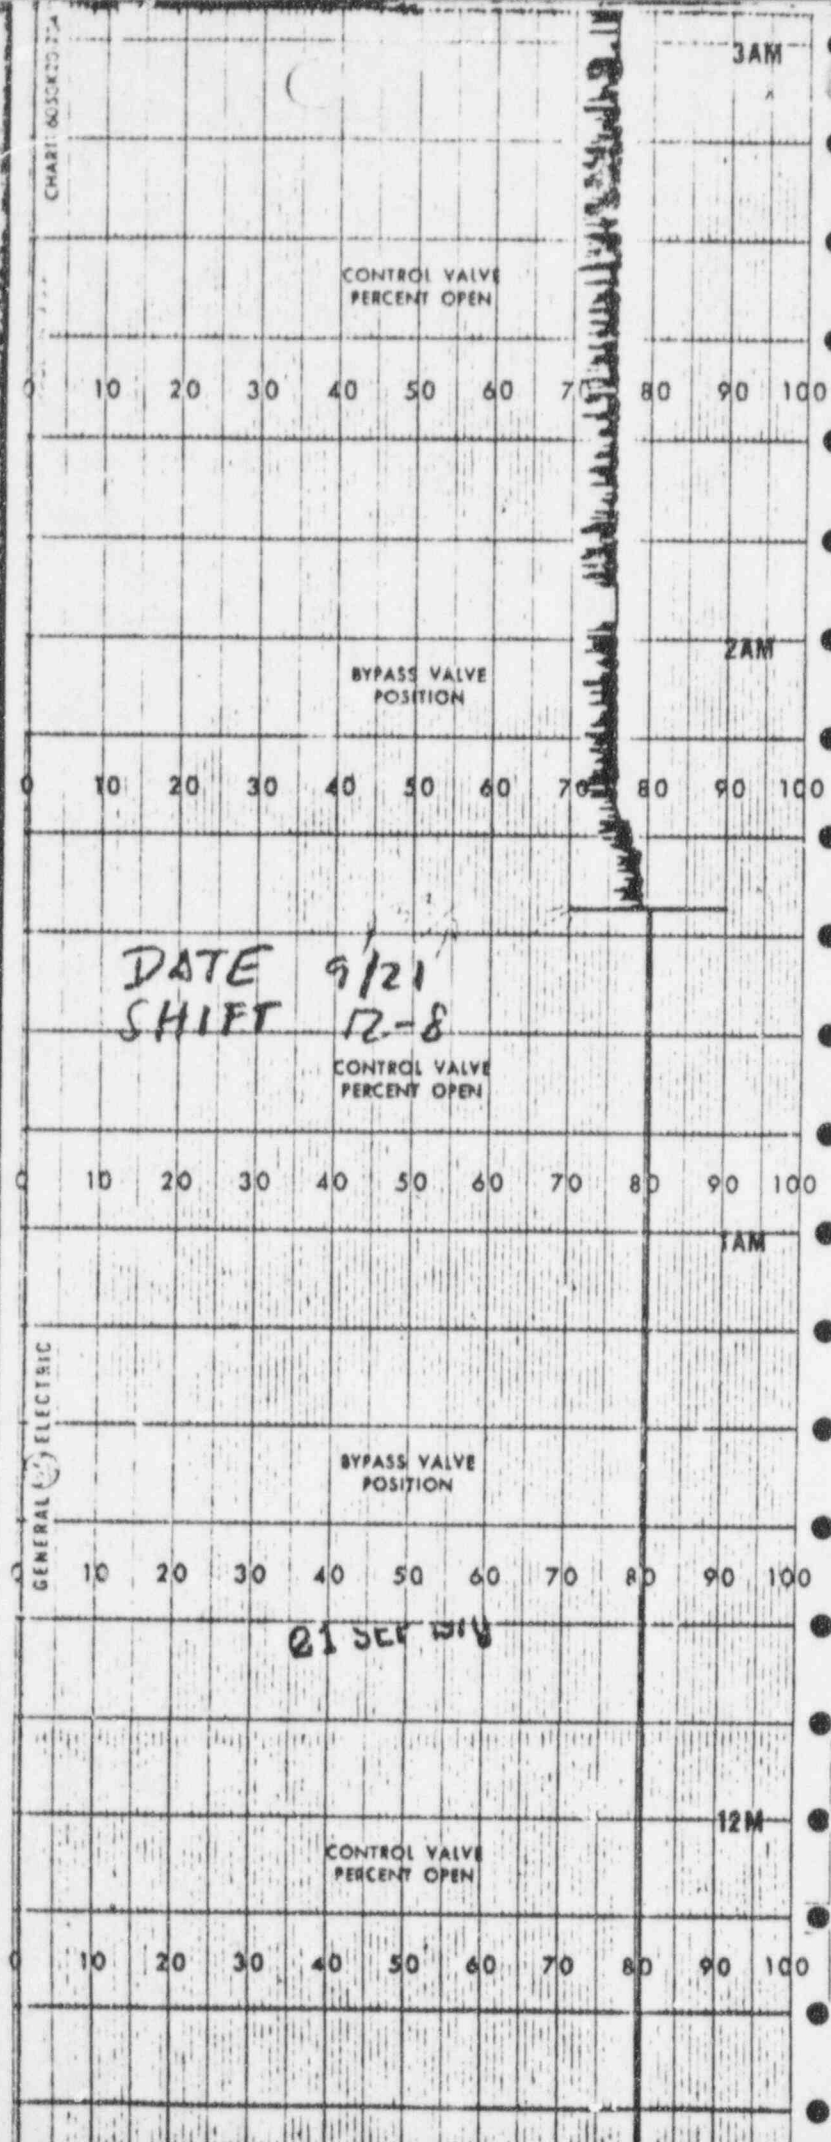 3AM
CONTROL VALVE
PERCENT OPEN
0 10 20 30 40 50 60 70 80 90 100
2AM
BYPASS VALVE
POSITION
0 10 20 30 40 50 60 70 80 90 100
DATE 9/21
SHIFT 12-8
CONTROL VALVE
PERCENT OPEN
0 10 20 30 40 50 60 70 80 90 100
1AM
GENERAL ELECTRIC
BYPASS VALVE
POSITION
0 10 20 30 40 50 60 70 80 90 100
21 SEP
12M
CONTROL VALVE
PERCENT OPEN
0 10 20 30 40 50 60 70 80 90 100